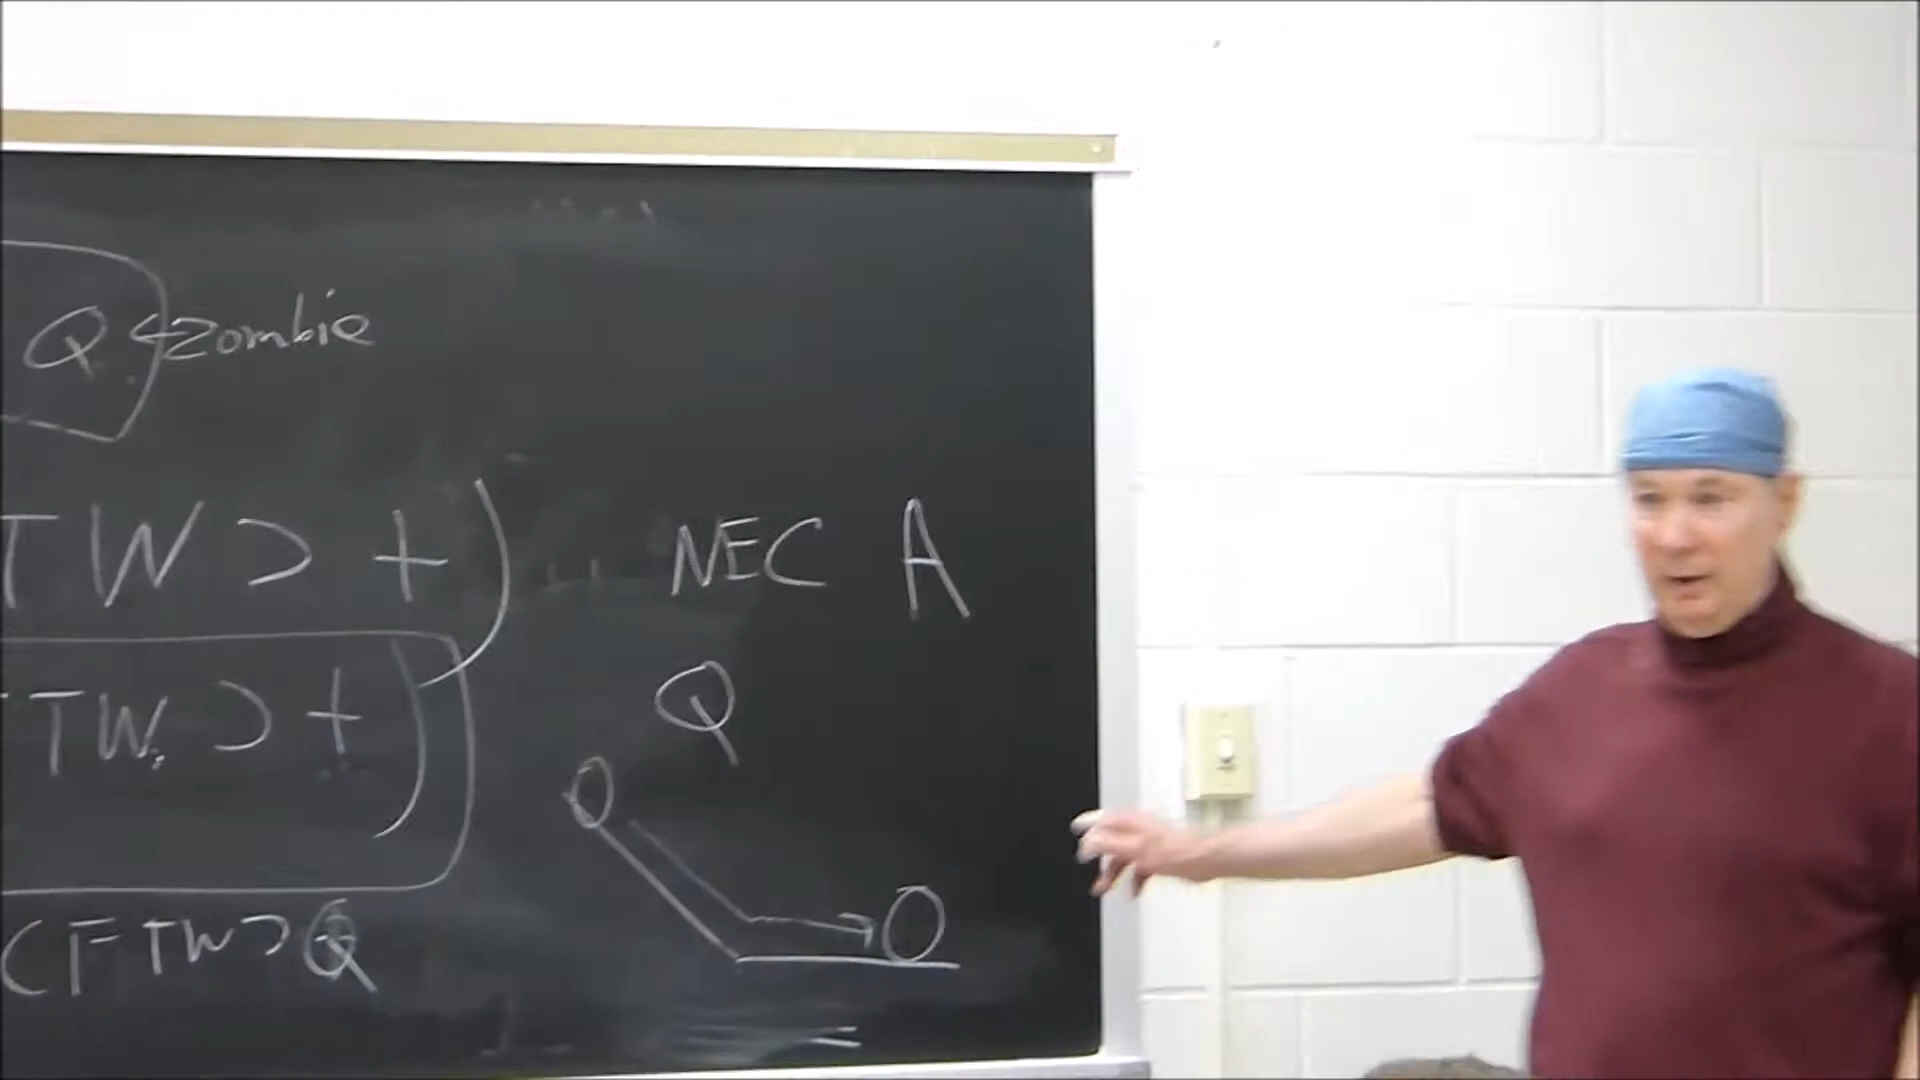 Q ← zombie
TW ⊃ +) NEC A
TW ⊃ +) Q
CFTW ⊃ Q